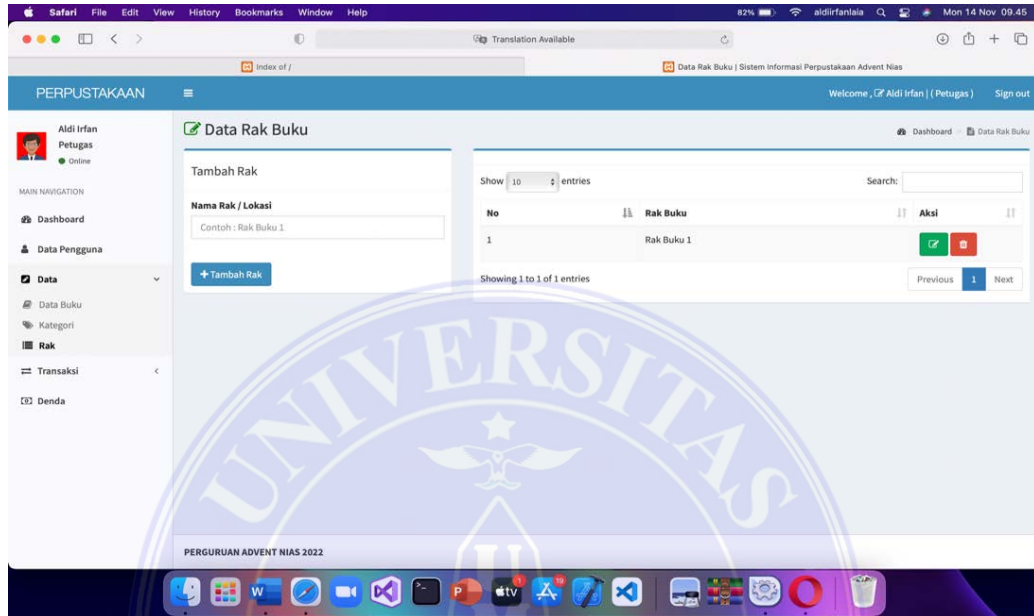 Safari File Edit View History Bookmarks Window Help 82% aldiirfanlaia Mon 14 Nov 09.45
Translation Available
Index of / Data Rak Buku | Sistem Informasi Perpustakaan Advent Nias
PERPUSTAKAAN Welcome , Aldi Irfan | ( Petugas ) Sign out
Aldi Irfan
Petugas
Online
Data Rak Buku
Dashboard Data Rak Buku
MAIN NAVIGATION
Dashboard
Data Pengguna
Data
Data Buku
Kategori
Rak
Transaksi
Denda
Tambah Rak
Nama Rak / Lokasi
Contoh : Rak Buku 1
Tambah Rak
Show 10 entries Search:
No Rak Buku Aksi
1 Rak Buku 1
Showing 1 to 1 of 1 entries Previous 1 Next
UNIVERSITAS
PERGURUAN ADVENT NIAS 2022
W P tv